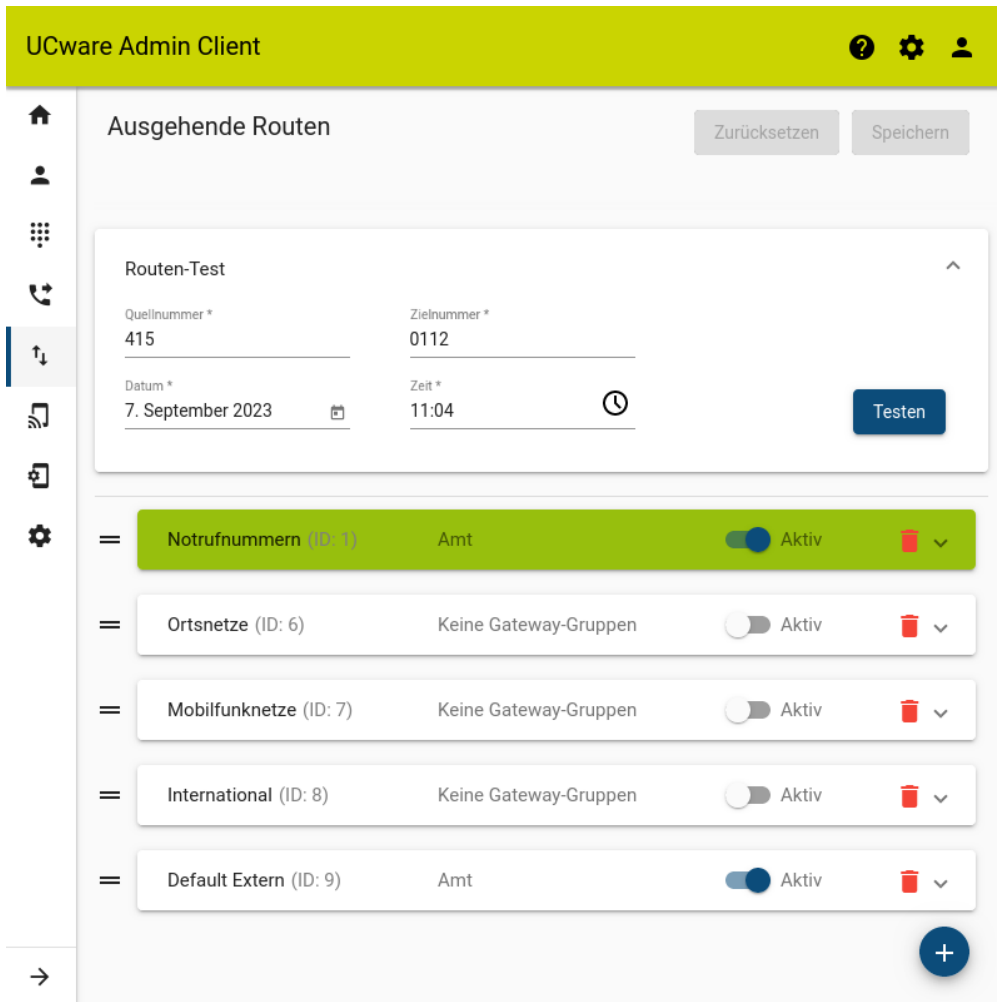 UCware Admin Client
Ausgehende Routen
Zurücksetzen
Speichern
Routen-Test
Quellnummer *
Zielnummer *
415
0112
Datum *
Zeit *
7. September 2023
11:04
Testen
Notrufnummern (ID: 1) Amt Aktiv
Ortsnetze (ID: 6) Keine Gateway-Gruppen Aktiv
Mobilfunknetze (ID: 7) Keine Gateway-Gruppen Aktiv
International (ID: 8) Keine Gateway-Gruppen Aktiv
Default Extern (ID: 9) Amt Aktiv